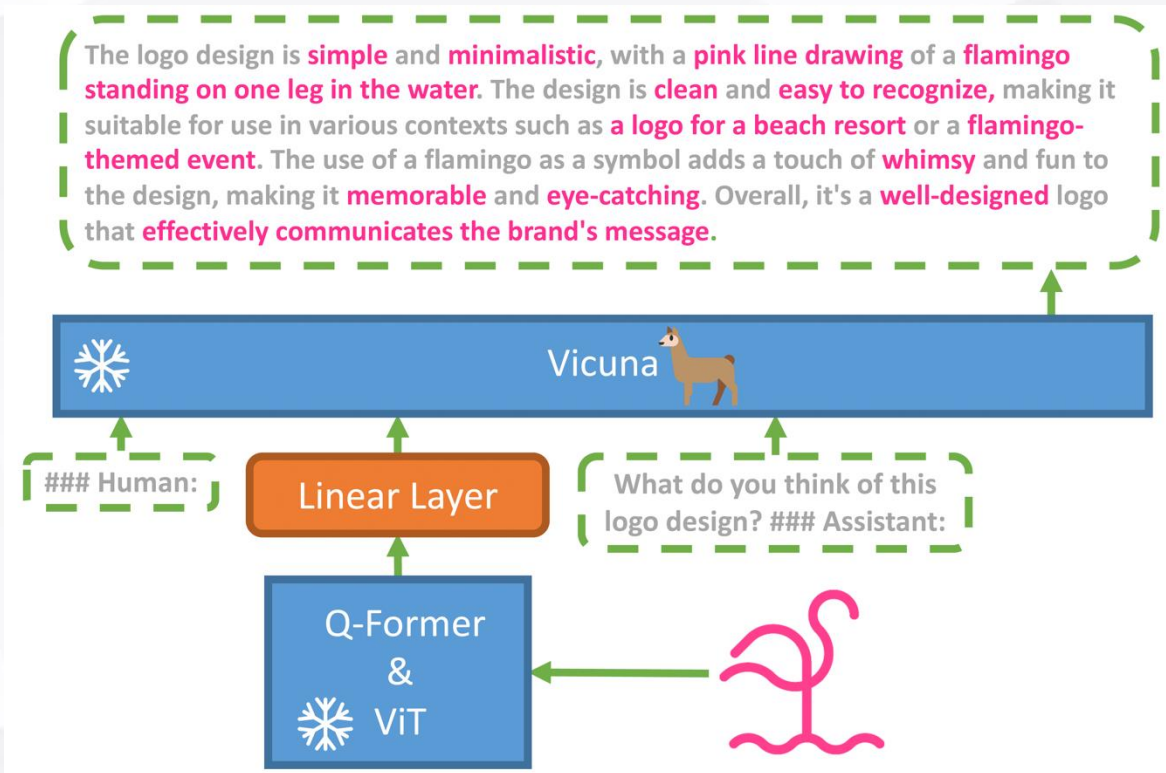 The logo design is simple and minimalistic, with a pink line drawing of a flamingo
standing on one leg in the water. The design is clean and easy to recognize, making it
suitable for use in various contexts such as a logo for a beach resort or a flamingo-
themed event. The use of a flamingo as a symbol adds a touch of whimsy and fun to
the design, making it memorable and eye-catching. Overall, it's a well-designed logo
that effectively communicates the brand's message.
Vicuna
### Human:
Linear Layer
What do you think of this
logo design? ### Assistant:
Q-Former
&
ViT